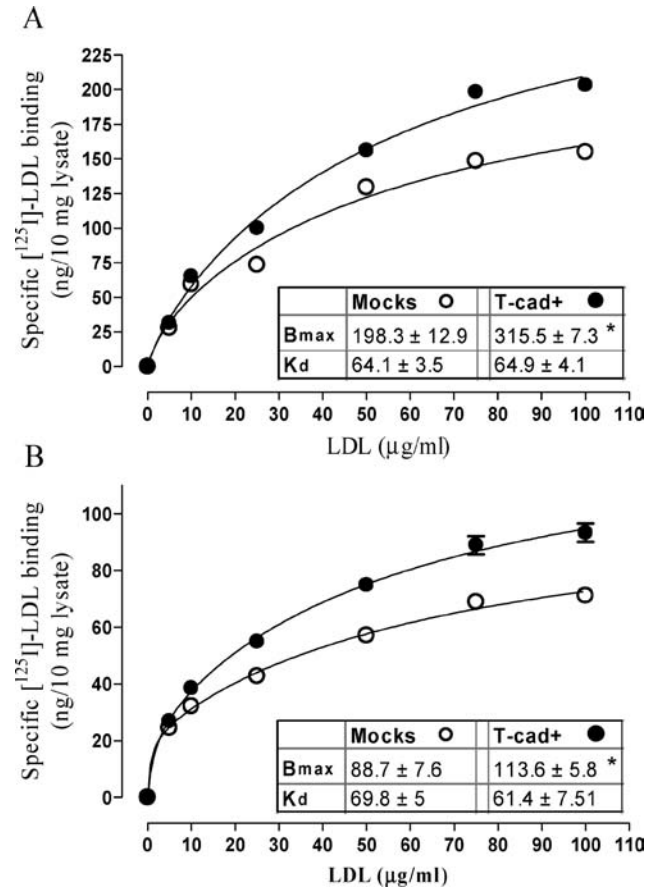 A
Specific [¹²⁵I]-LDL binding
(ng/10 mg lysate)
225
200
175
150
125
100
75
50
25
0
Mocks ○ T-cad+ ●
Bmax 198.3 ± 12.9 315.5 ± 7.3 *
Kd 64.1 ± 3.5 64.9 ± 4.1
0 10 20 30 40 50 60 70 80 90 100 110
LDL (µg/ml)
B
Specific [¹²⁵I]-LDL binding
(ng/10 mg lysate)
100
80
60
40
20
0
Mocks ○ T-cad+ ●
Bmax 88.7 ± 7.6 113.6 ± 5.8 *
Kd 69.8 ± 5 61.4 ± 7.51
0 10 20 30 40 50 60 70 80 90 100 110
LDL (µg/ml)